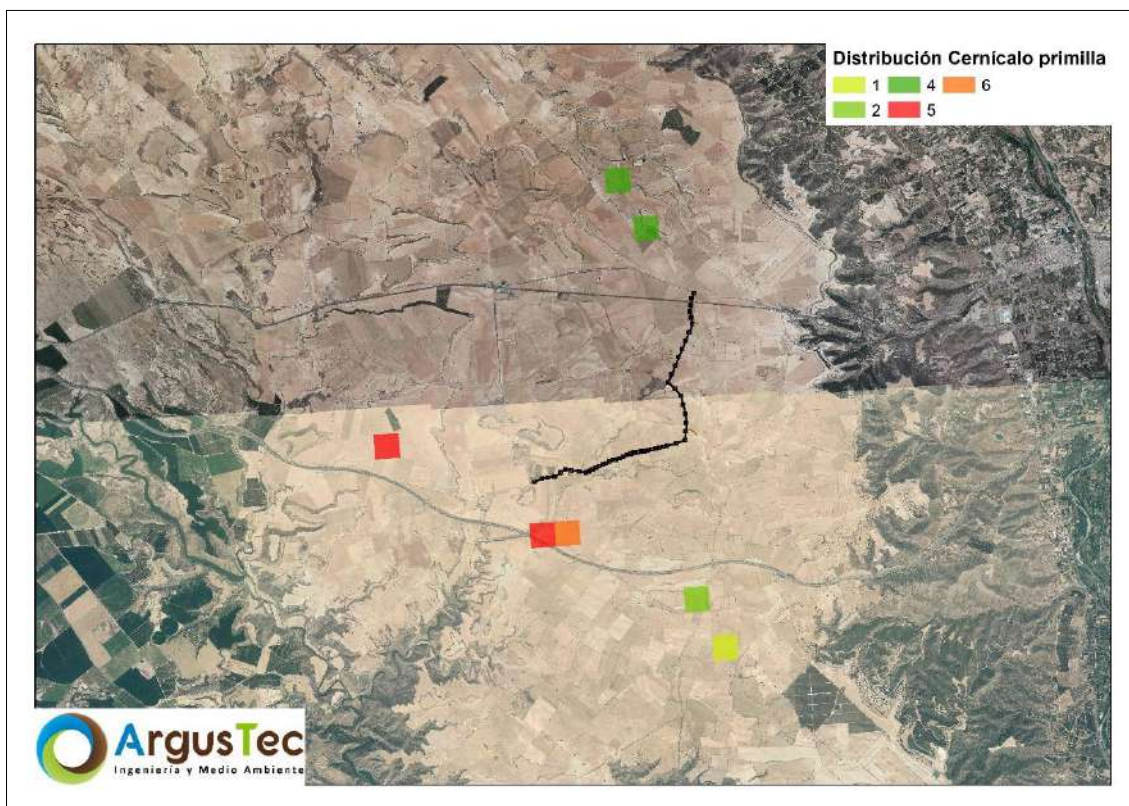 Distribución Cernícalo primilla
1 4 6
2 5
ArgusTec
Ingeniería y Medio Ambiente